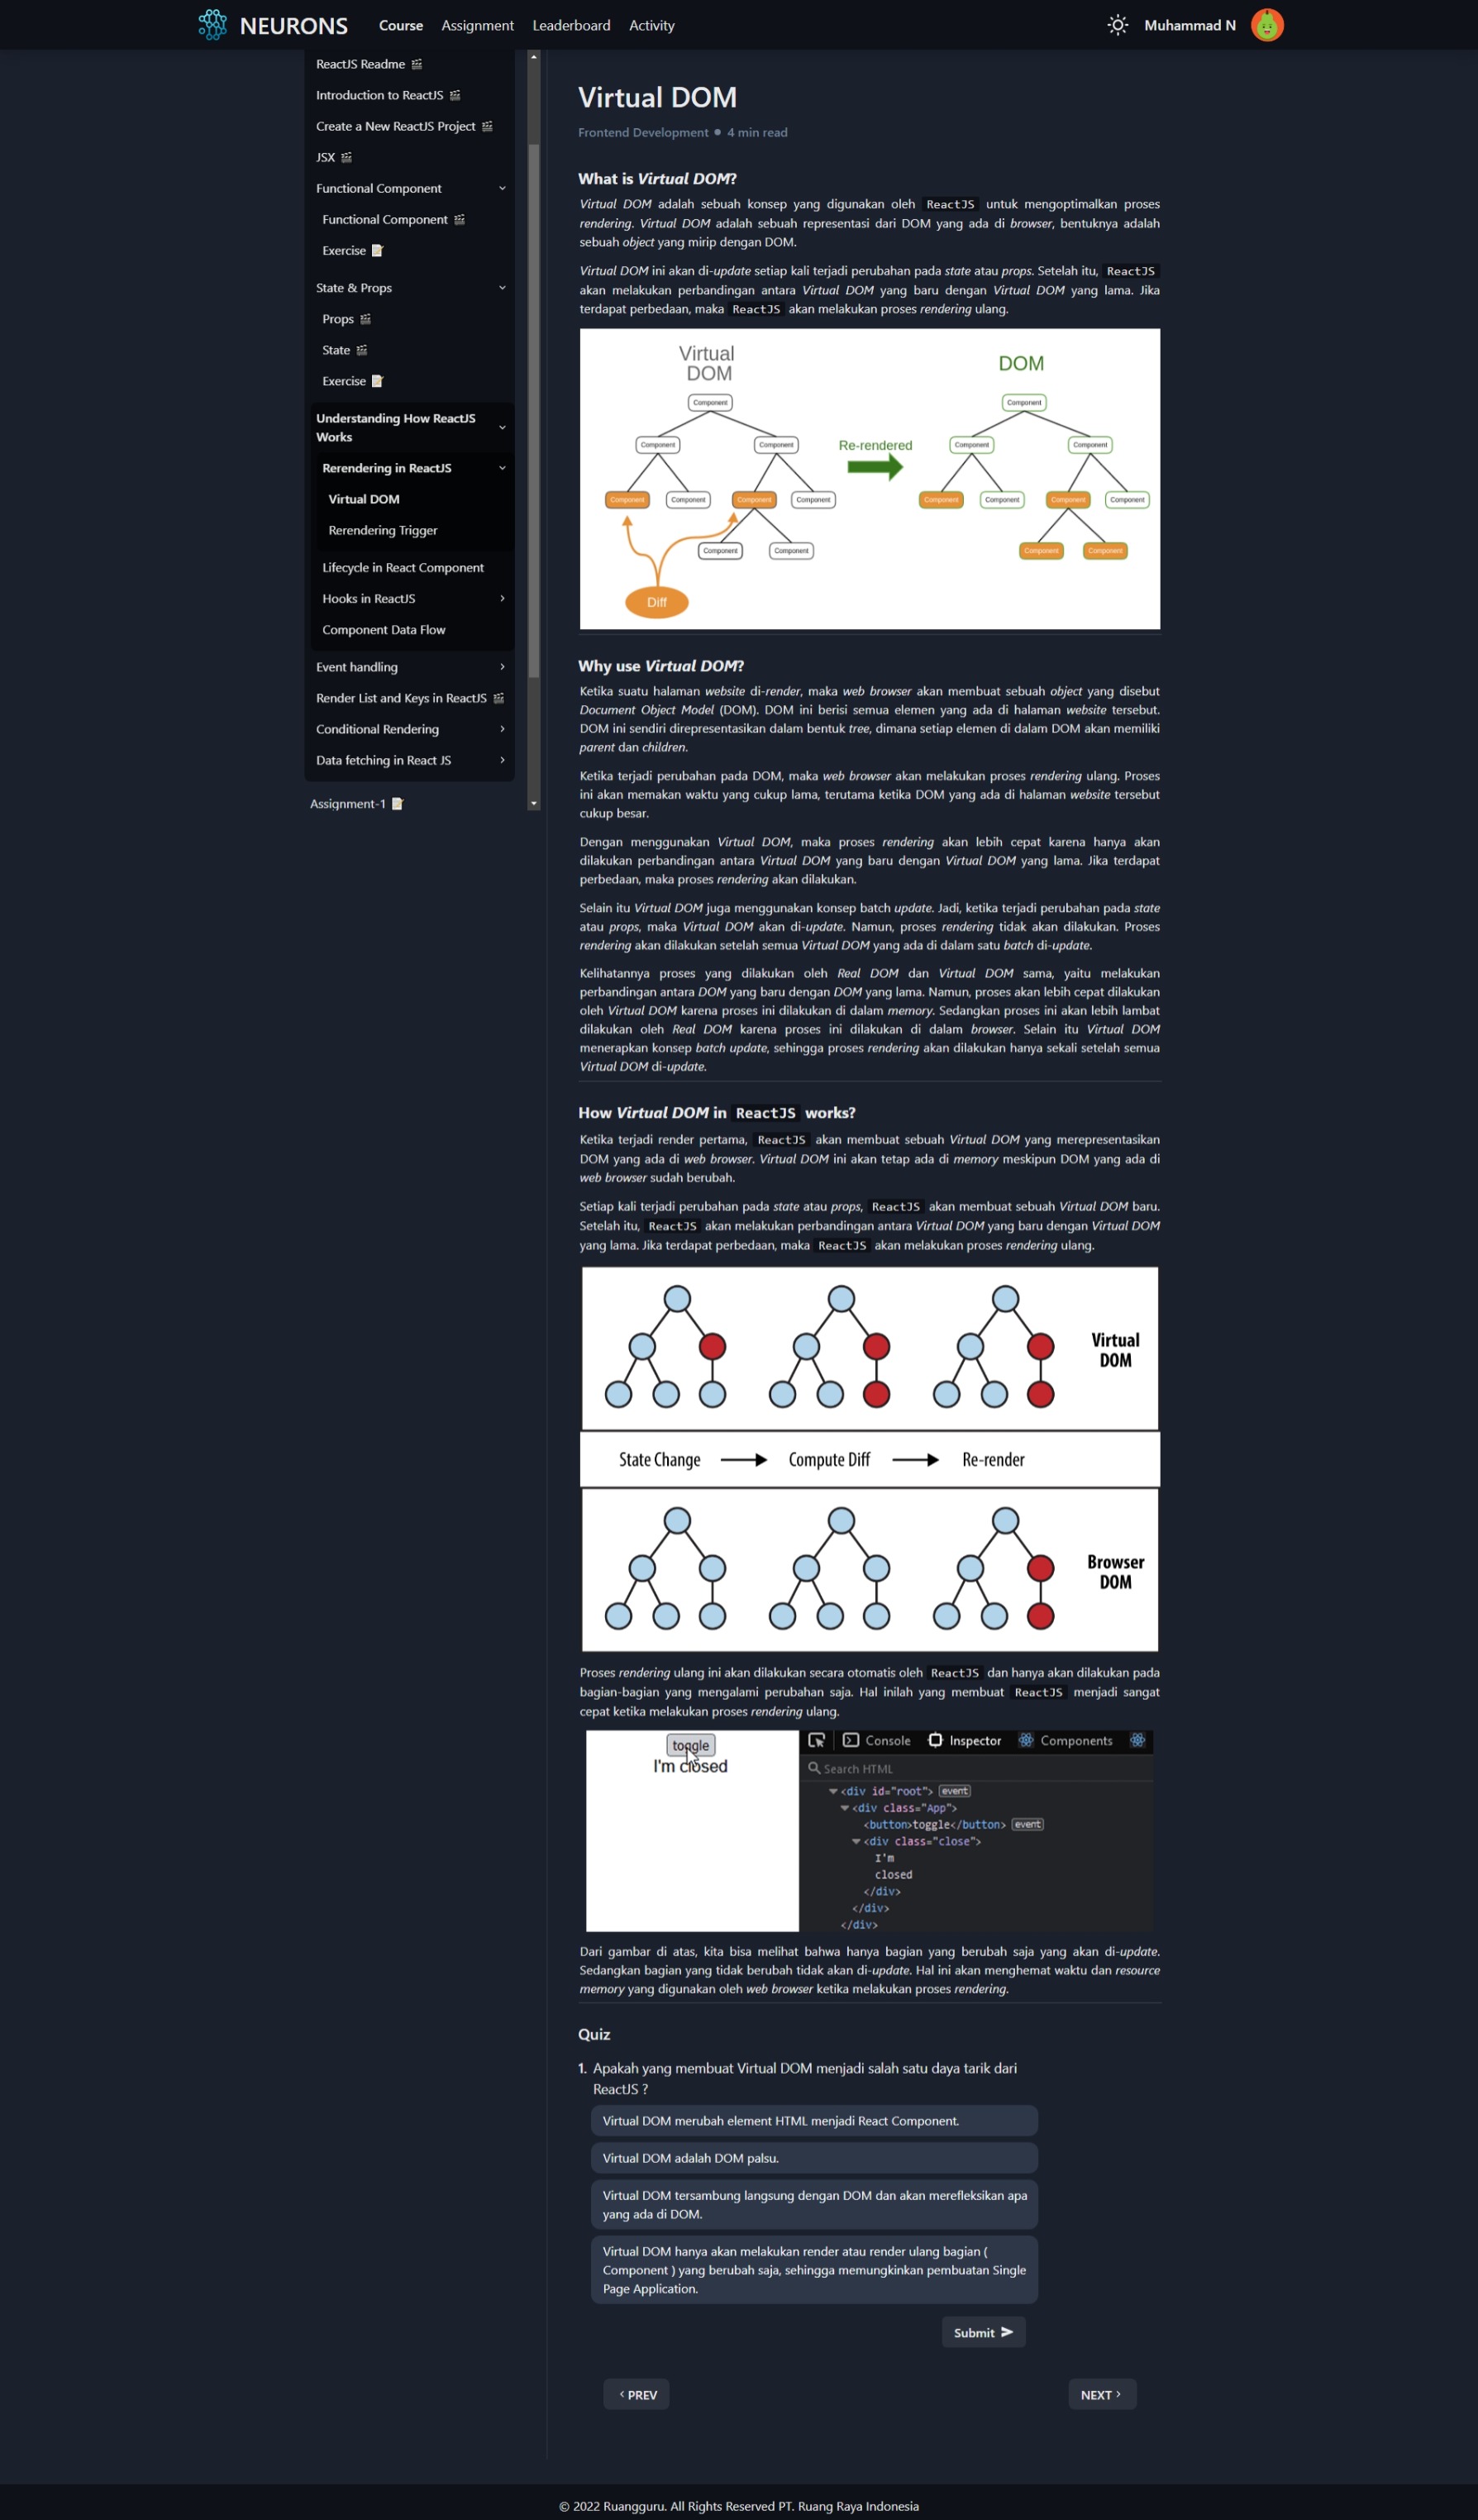 NEURONS
Course Assignment Leaderboard Activity
Muhammad N
ReactJS Readme
Introduction to ReactJS
Create a New ReactJS Project
JSX
Functional Component
Functional Component
Exercise
State & Props
Props
State
Exercise
Understanding How ReactJS
Works
Rerendering in ReactJS
Virtual DOM
Rerendering Trigger
Lifecycle in React Component
Hooks in ReactJS
Component Data Flow
Event handling
Render List and Keys in ReactJS
Conditional Rendering
Data fetching in React JS
Assignment-1
Virtual DOM
Frontend Development • 4 min read
What is Virtual DOM?
Virtual DOM adalah sebuah konsep yang digunakan oleh ReactJS untuk mengoptimalkan proses
rendering. Virtual DOM adalah sebuah representasi dari DOM yang ada di browser, bentuknya adalah
sebuah object yang mirip dengan DOM.
Virtual DOM ini akan di-update setiap kali terjadi perubahan pada state atau props. Setelah itu, ReactJS
akan melakukan perbandingan antara Virtual DOM yang baru dengan Virtual DOM yang lama. Jika
terdapat perbedaan, maka ReactJS akan melakukan proses rendering ulang.
Virtual
DOM
DOM
Component
Component
Component
Component
Re-rendered
Component
Component
Component
Component
Component
Component
Component
Component
Component
Component
Component
Component
Component
Component
Diff
Why use Virtual DOM?
Ketika suatu halaman website di-render, maka web browser akan membuat sebuah object yang disebut
Document Object Model (DOM). DOM ini berisi semua elemen yang ada di halaman website tersebut.
DOM ini sendiri direpresentasikan dalam bentuk tree, dimana setiap elemen di dalam DOM akan memiliki
parent dan children.
Ketika terjadi perubahan pada DOM, maka web browser akan melakukan proses rendering ulang. Proses
ini akan memakan waktu yang cukup lama, terutama ketika DOM yang ada di halaman website tersebut
cukup besar.
Dengan menggunakan Virtual DOM, maka proses rendering akan lebih cepat karena hanya akan
dilakukan perbandingan antara Virtual DOM yang baru dengan Virtual DOM yang lama. Jika terdapat
perbedaan, maka proses rendering akan dilakukan.
Selain itu Virtual DOM juga menggunakan konsep batch update. Jadi, ketika terjadi perubahan pada state
atau props, maka Virtual DOM akan di-update. Namun, proses rendering tidak akan dilakukan. Proses
rendering akan dilakukan setelah semua Virtual DOM yang ada di dalam satu batch di-update.
Kelihatannya proses yang dilakukan oleh Real DOM dan Virtual DOM sama, yaitu melakukan
perbandingan antara DOM yang baru dengan DOM yang lama. Namun, proses akan lebih cepat dilakukan
oleh Virtual DOM karena proses ini dilakukan di dalam memory. Sedangkan proses ini akan lebih lambat
dilakukan oleh Real DOM karena proses ini dilakukan di dalam browser. Selain itu Virtual DOM
menerapkan konsep batch update, sehingga proses rendering akan dilakukan hanya sekali setelah semua
Virtual DOM di-update.
How Virtual DOM in ReactJS works?
Ketika terjadi render pertama, ReactJS akan membuat sebuah Virtual DOM yang merepresentasikan
DOM yang ada di web browser. Virtual DOM ini akan tetap ada di memory meskipun DOM yang ada di
web browser sudah berubah.
Setiap kali terjadi perubahan pada state atau props, ReactJS akan membuat sebuah Virtual DOM baru.
Setelah itu, ReactJS akan melakukan perbandingan antara Virtual DOM yang baru dengan Virtual DOM
yang lama. Jika terdapat perbedaan, maka ReactJS akan melakukan proses rendering ulang.
Virtual
DOM
State Change Compute Diff Re-render
Browser
DOM
Proses rendering ulang ini akan dilakukan secara otomatis oleh ReactJS dan hanya akan dilakukan pada
bagian-bagian yang mengalami perubahan saja. Hal inilah yang membuat ReactJS menjadi sangat
cepat ketika melakukan proses rendering ulang.
toggle
I'm closed
Console Inspector Components
Search HTML
<div id="root"> event
<div class="App">
<button>toggle</button> event
<div class="close">
I'm
closed
</div>
</div>
</div>
Dari gambar di atas, kita bisa melihat bahwa hanya bagian yang berubah saja yang akan di-update.
Sedangkan bagian yang tidak berubah tidak akan di-update. Hal ini akan menghemat waktu dan resource
memory yang digunakan oleh web browser ketika melakukan proses rendering.
Quiz
1. Apakah yang membuat Virtual DOM menjadi salah satu daya tarik dari
ReactJS ?
Virtual DOM merubah element HTML menjadi React Component.
Virtual DOM adalah DOM palsu.
Virtual DOM tersambung langsung dengan DOM dan akan merefleksikan apa
yang ada di DOM.
Virtual DOM hanya akan melakukan render atau render ulang bagian (
Component ) yang berubah saja, sehingga memungkinkan pembuatan Single
Page Application.
Submit
PREV
NEXT
© 2022 Ruangguru. All Rights Reserved PT. Ruang Raya Indonesia